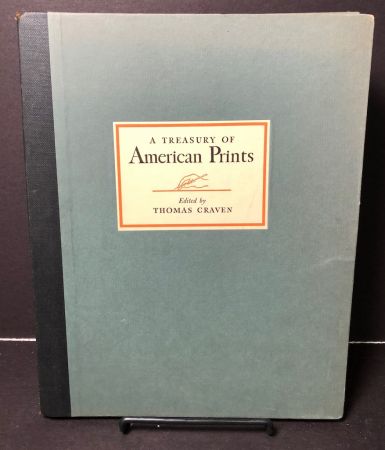 A TREASURY OF
American Prints
Edited by
THOMAS CRAVEN